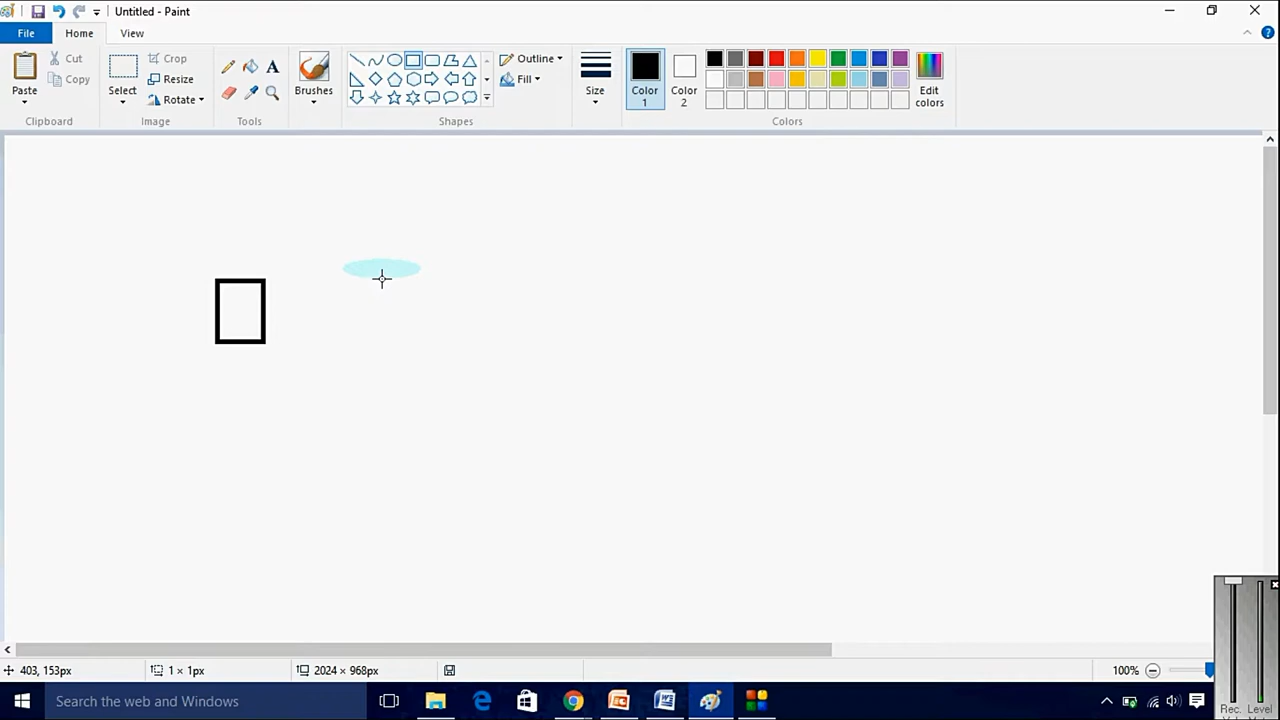 Untitled - Paint
File Home View
Paste
Cut
Copy
Clipboard
Select
Crop
Resize
Rotate
Image
A
Tools
Brushes
Outline
Fill
Shapes
Size
Color 1
Color 2
Edit colors
Colors
403, 153px 1 × 1px 2024 × 968px 100%
Search the web and Windows
Rec. Level